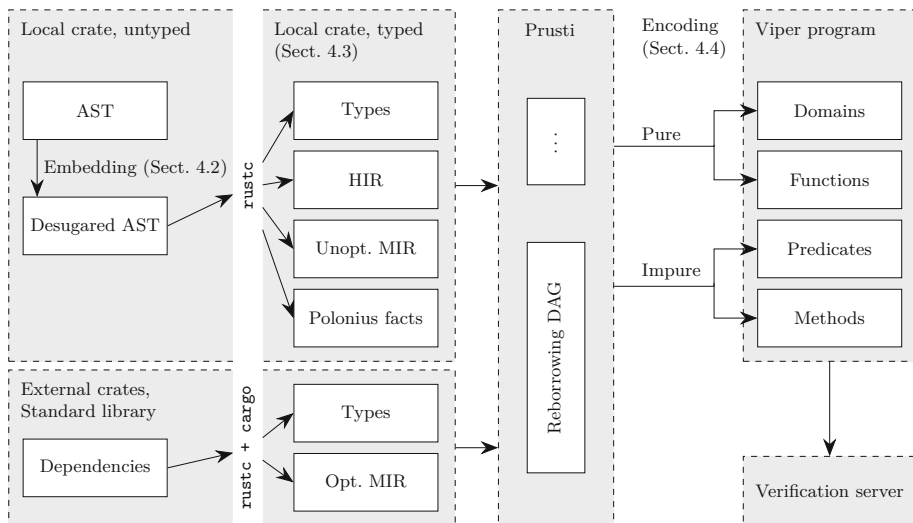 Local crate, untyped
AST
Embedding (Sect. 4.2)
Desugared AST
rustc
Local crate, typed
(Sect. 4.3)
Types
HIR
Unopt. MIR
Polonius facts
External crates,
Standard library
Dependencies
rustc + cargo
Types
Opt. MIR
Prusti
...
Reborrowing DAG
Encoding
(Sect. 4.4)
Pure
Impure
Viper program
Domains
Functions
Predicates
Methods
Verification server